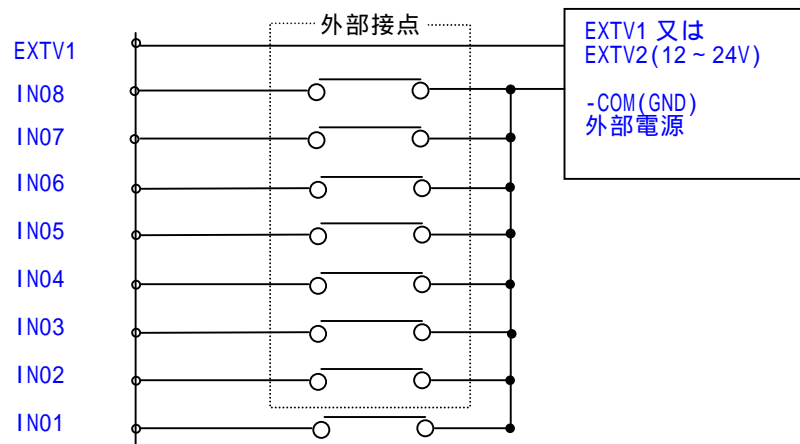 外部接点
EXTV1 又は
EXTV2(12~24V)
-COM(GND)
外部電源
EXTV1
IN08
IN07
IN06
IN05
IN04
IN03
IN02
IN01